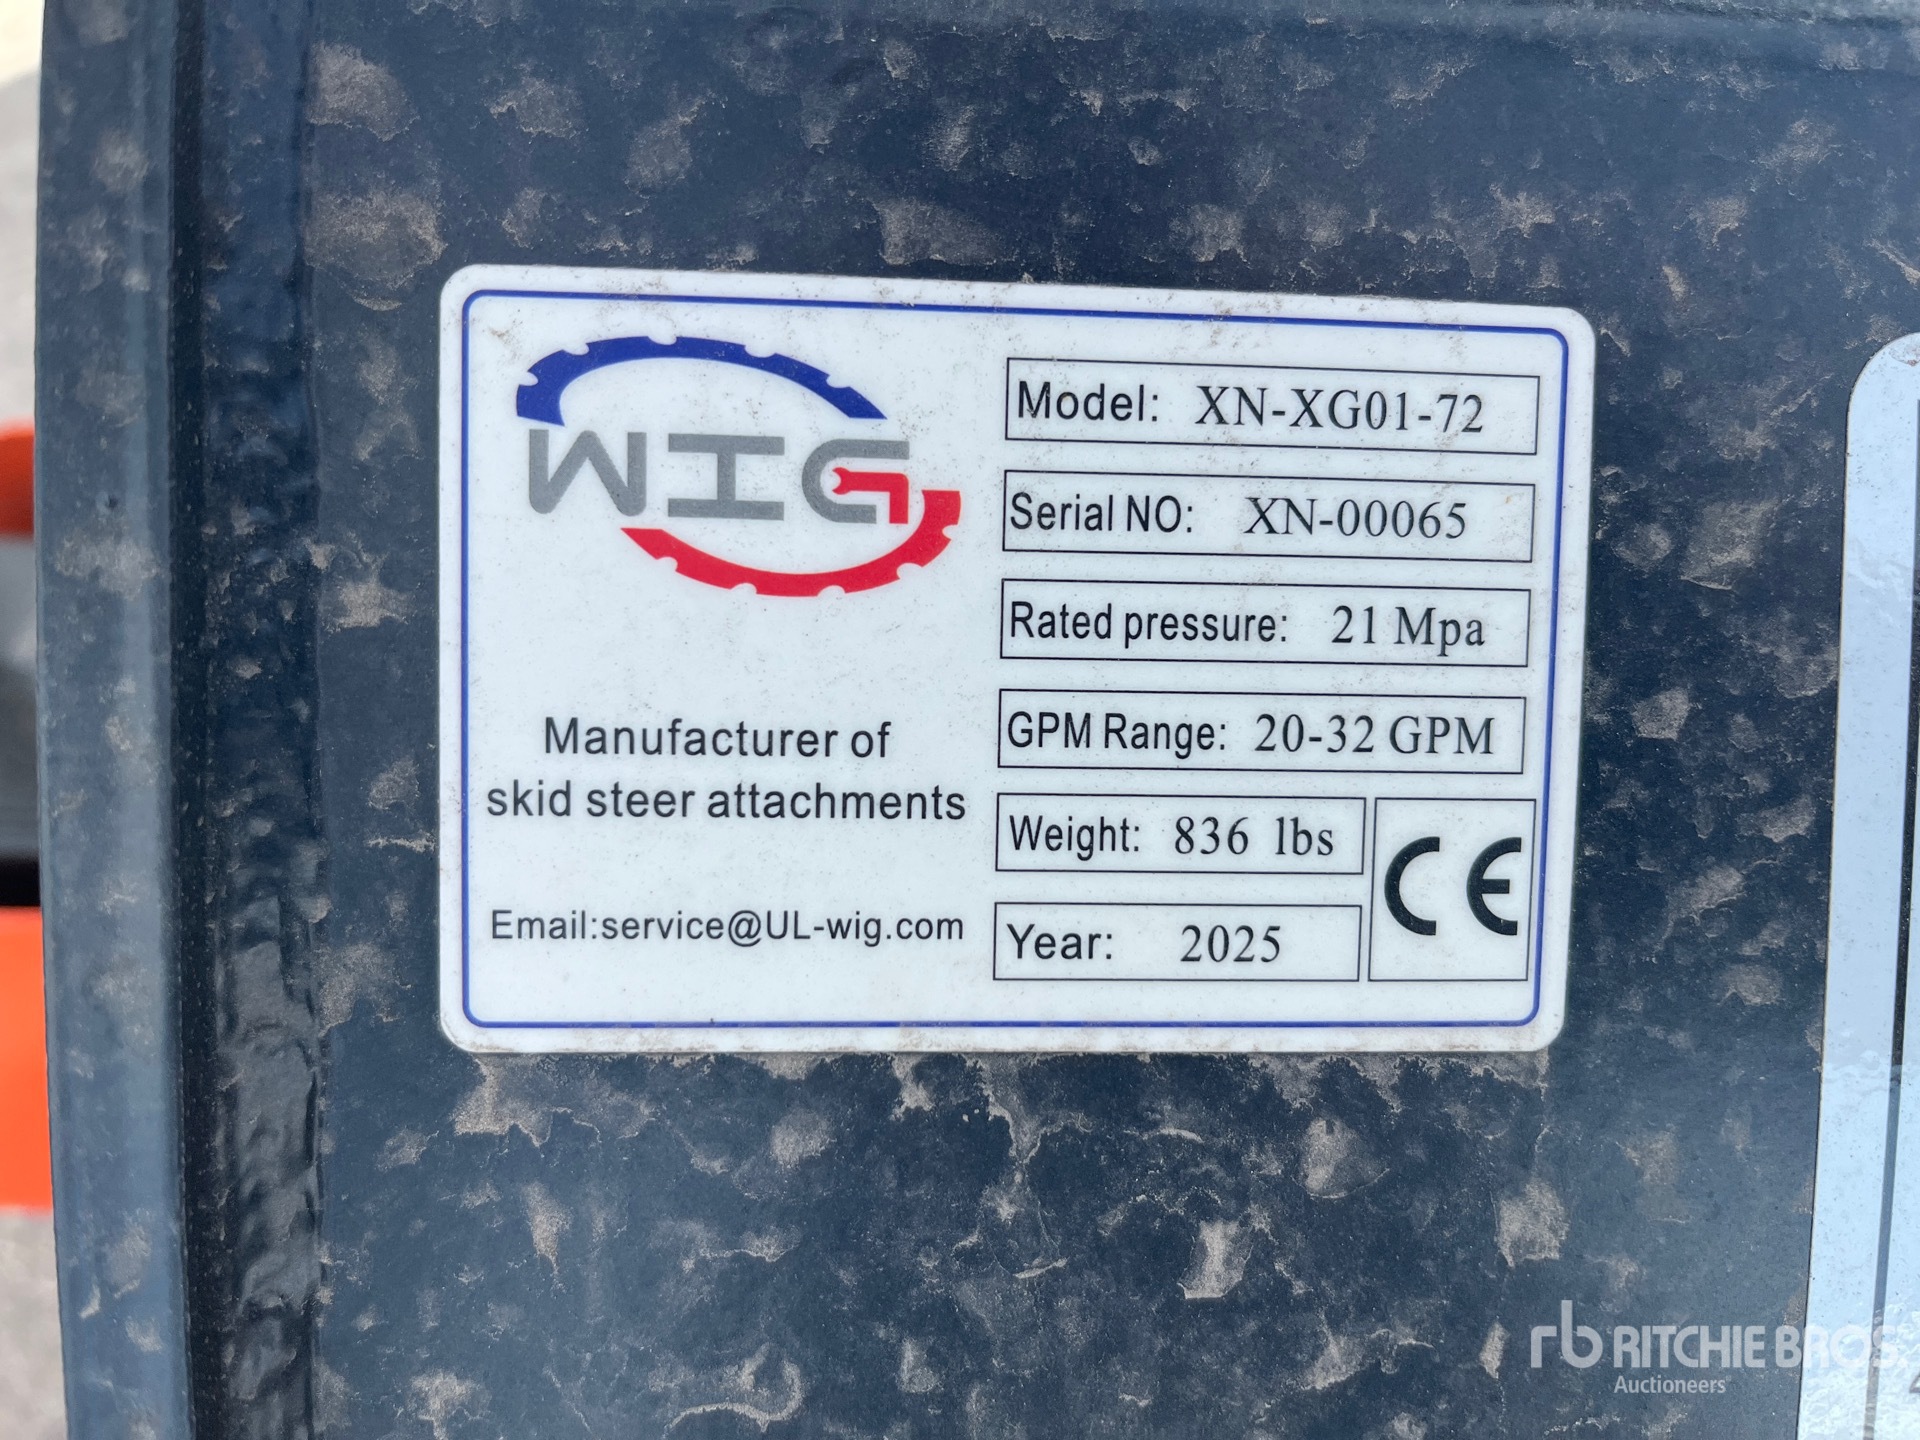 WIG
Manufacturer of
skid steer attachments
Email:service@UL-wig.com
Model: XN-XG01-72
Serial NO: XN-00065
Rated pressure: 21 Mpa
GPM Range: 20-32 GPM
Weight: 836 lbs
Year: 2025
CE
rb RITCHIE BROS.
Auctioneers